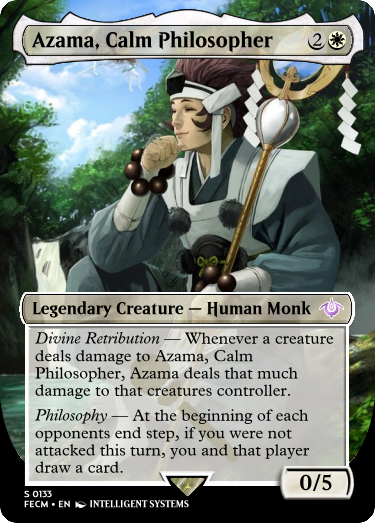 Azama, Calm Philosopher 2
Legendary Creature — Human Monk
Divine Retribution — Whenever a creature
deals damage to Azama, Calm
Philosopher, Azama deals that much
damage to that creatures controller.
Philosophy — At the beginning of each
opponents end step, if you were not
attacked this turn, you and that player
draw a card.
0/5
S 0133
FECM • EN INTELLIGENT SYSTEMS